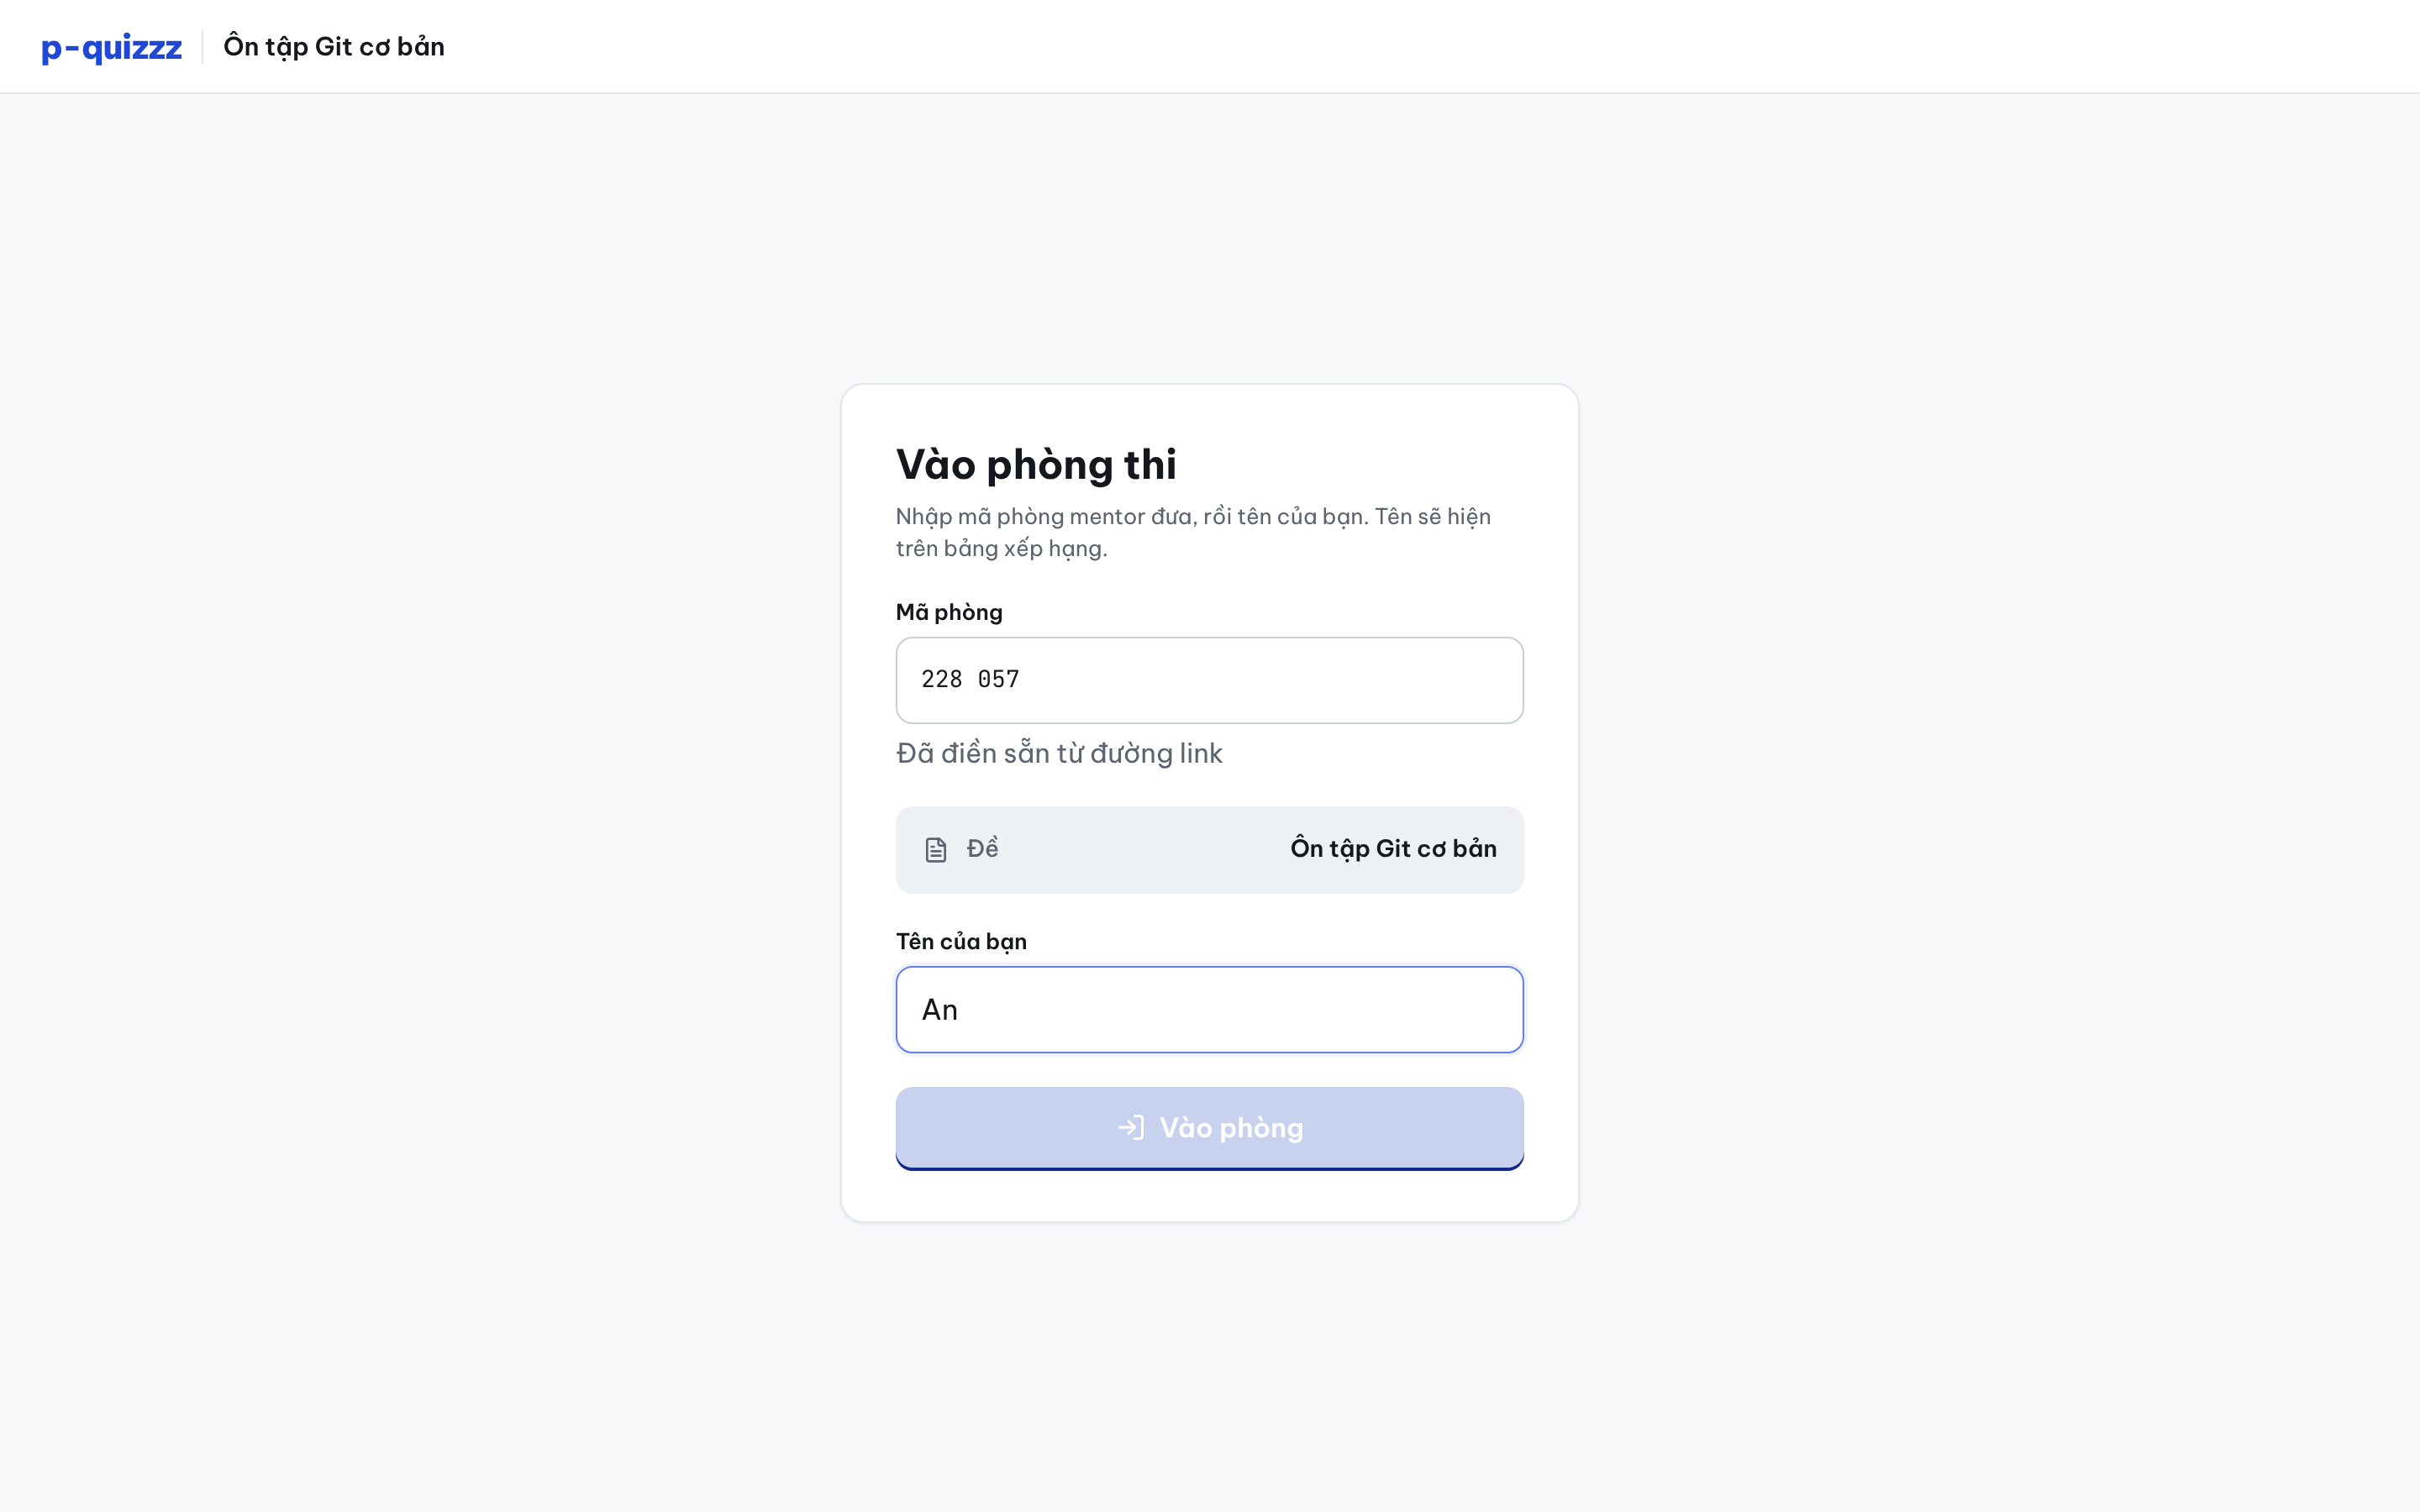 p-quizzz
Ôn tập Git cơ bản
Vào phòng thi
Nhập mã phòng mentor đưa, rồi tên của bạn. Tên sẽ hiện
trên bảng xếp hạng.
Mã phòng
228 057
Đã điền sẵn từ đường link
Đề
Ôn tập Git cơ bản
Tên của bạn
An
Vào phòng